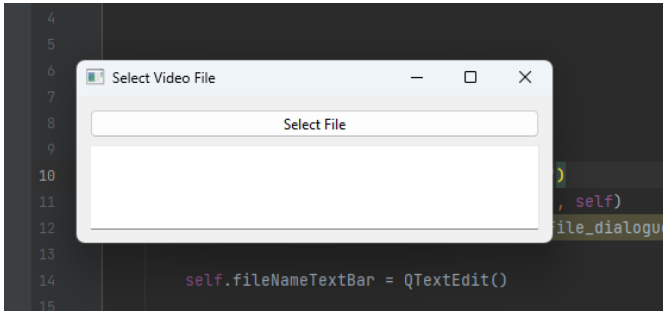 4
5
6
Select Video File
7
8
Select File
9
10
)
11
, self)
12
file_dialogue
13
14
self.fileNameTextBar = QTextEdit()
15